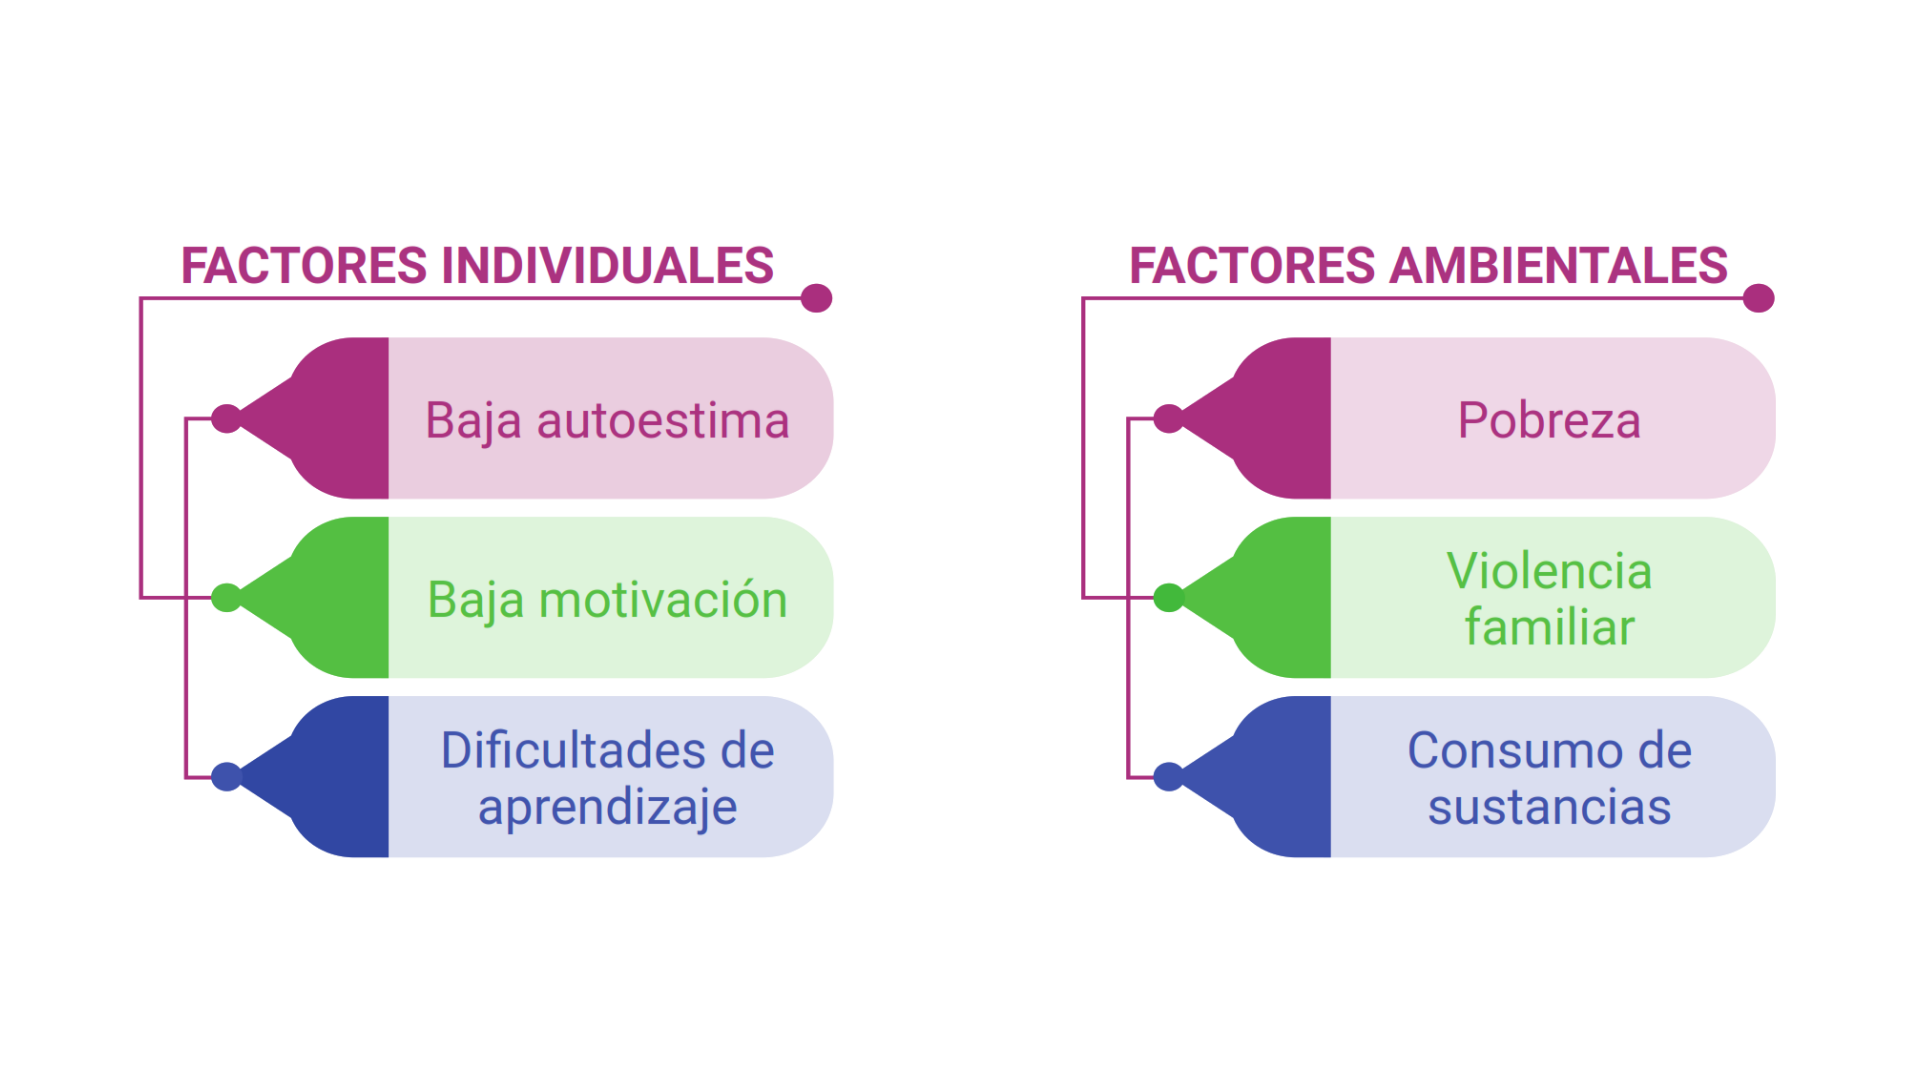 FACTORES INDIVIDUALES
Baja autoestima
Baja motivación
Dificultades de
aprendizaje
FACTORES AMBIENTALES
Pobreza
Violencia
familiar
Consumo de
sustancias